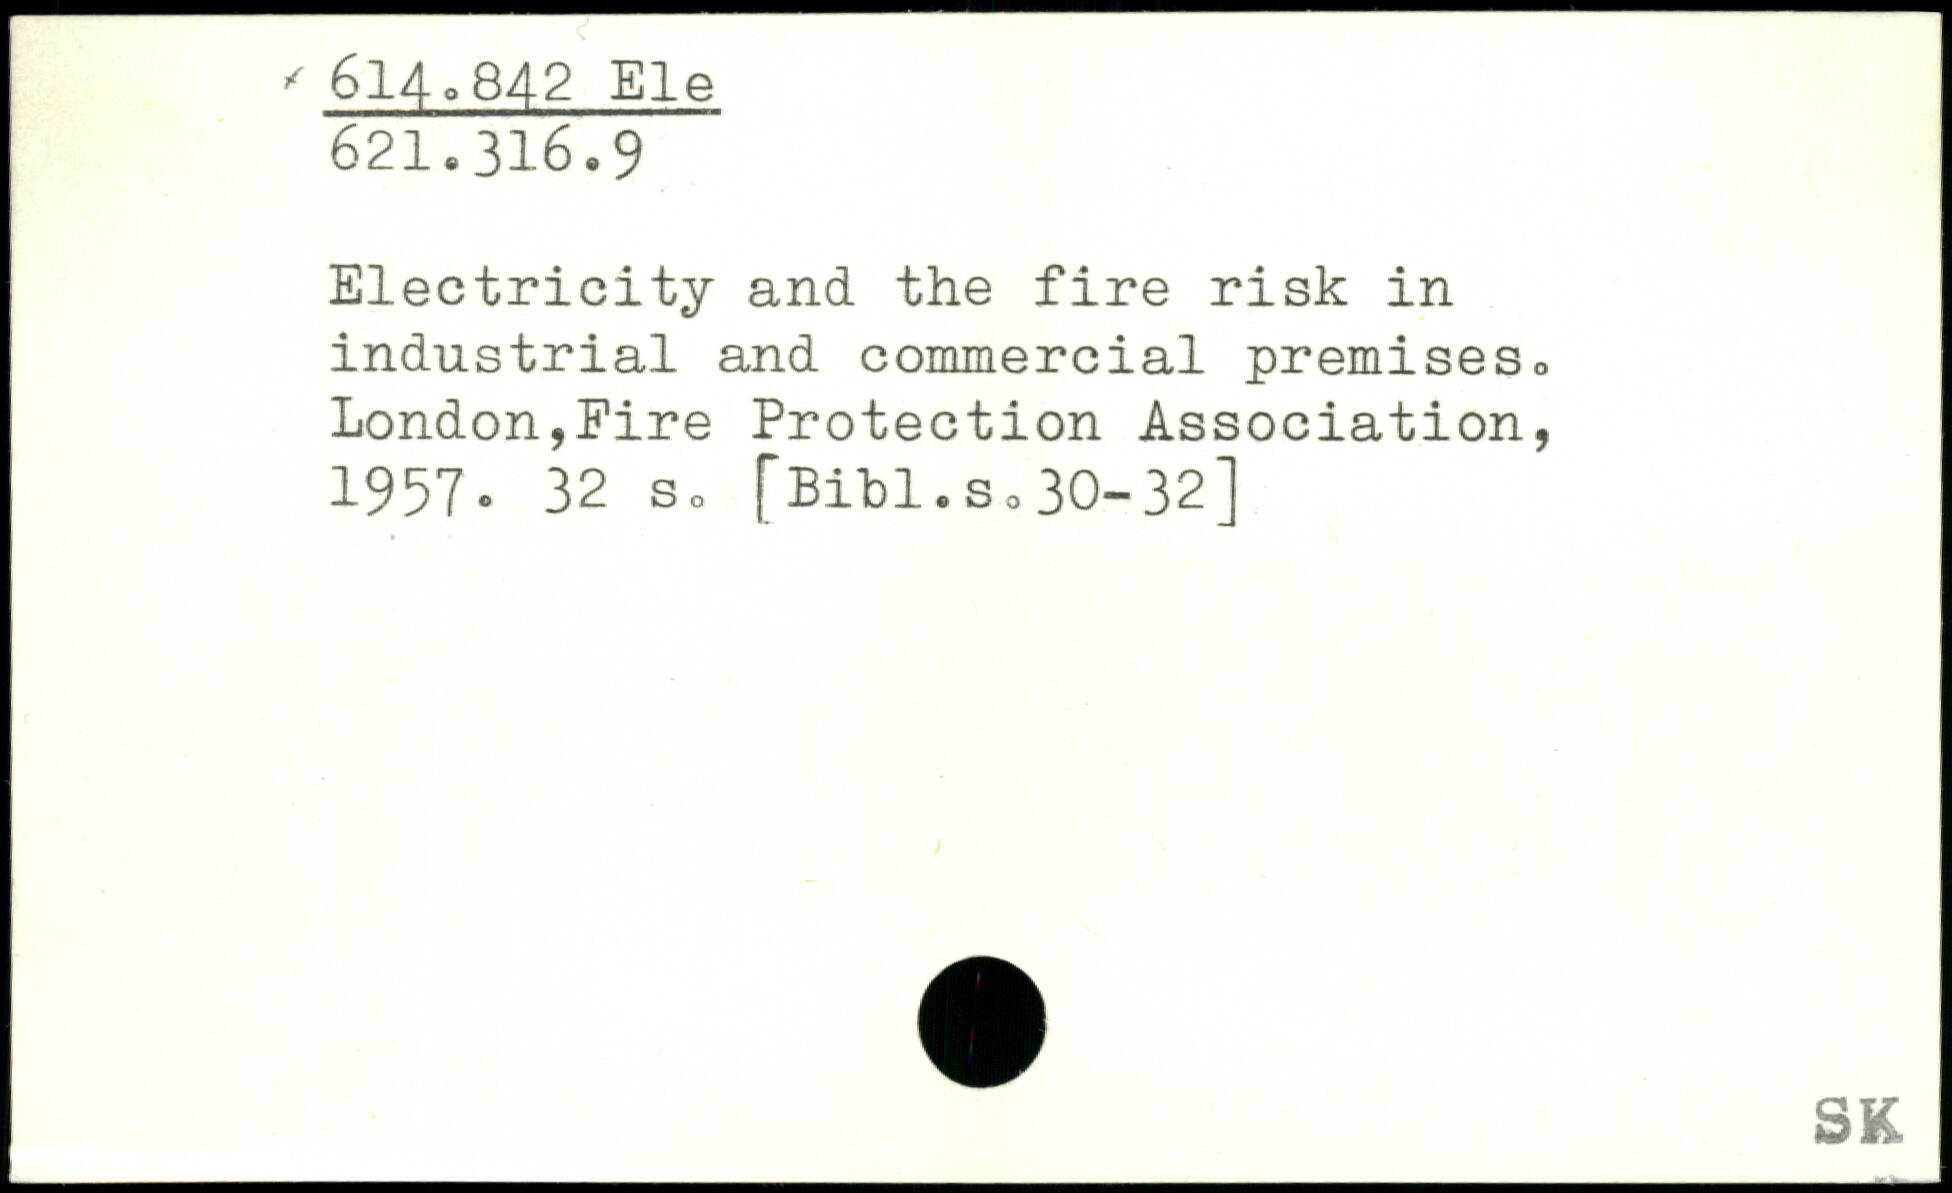 614.842 Ele
621.316.9
Electricity and the fire risk in
industrial and commercial premises.
London,Fire Protection Association,
1957. 32 s. [Bibl.s.30-32]
SK